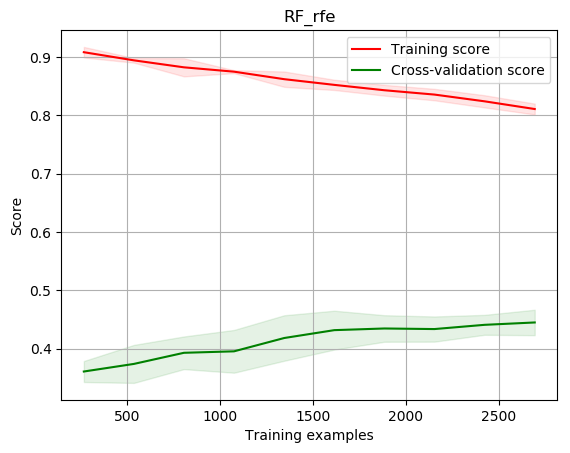 RF_rfe
Training score
Cross-validation score
0.9
0.8
0.7
0.6
0.5
0.4
Score
500
1000
1500
2000
2500
Training examples